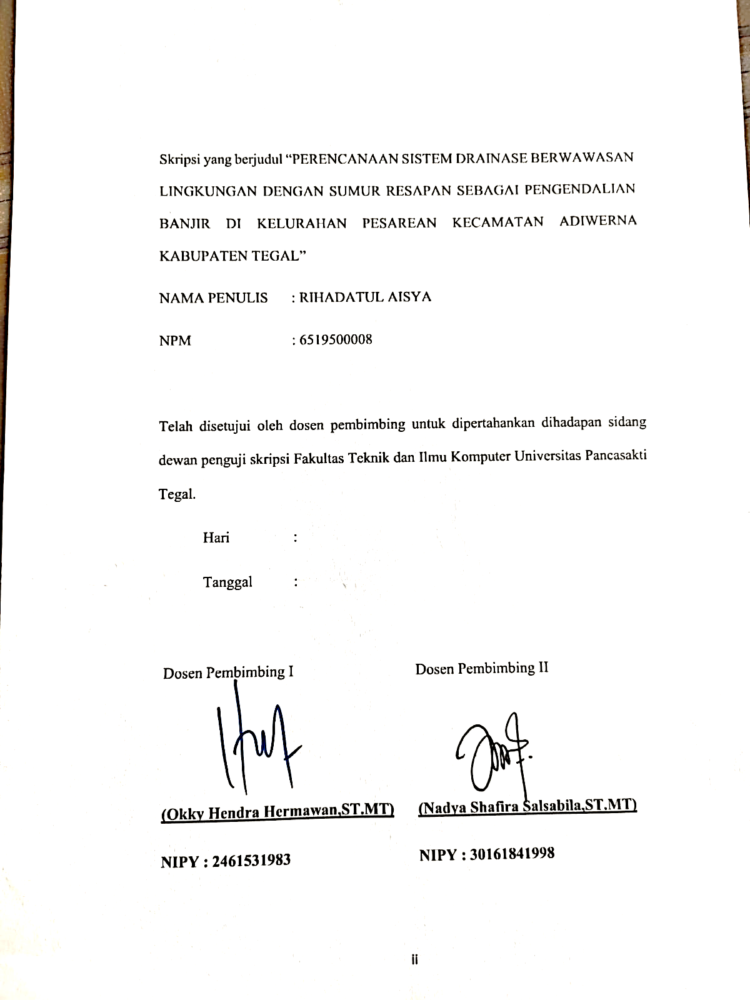 Skripsi yang berjudul “PERENCANAAN SISTEM DRAINASE BERWAWASAN
LINGKUNGAN DENGAN SUMUR RESAPAN SEBAGAI PENGENDALIAN
BANJIR DI KELURAHAN PESAREAN KECAMATAN ADIWERNA
KABUPATEN TEGAL”
NAMA PENULIS : RIHADATUL AISYA
NPM : 6519500008
Telah disetujui oleh dosen pembimbing untuk dipertahankan dihadapan sidang
dewan penguji skripsi Fakultas Teknik dan Ilmu Komputer Universitas Pancasakti
Tegal.
Hari :
Tanggal :
Dosen Pembimbing I Dosen Pembimbing II
(Okky Hendra Hermawan,ST.MT) (Nadya Shafira Salsabila,ST.MT)
NIPY : 2461531983 NIPY : 30161841998
ii